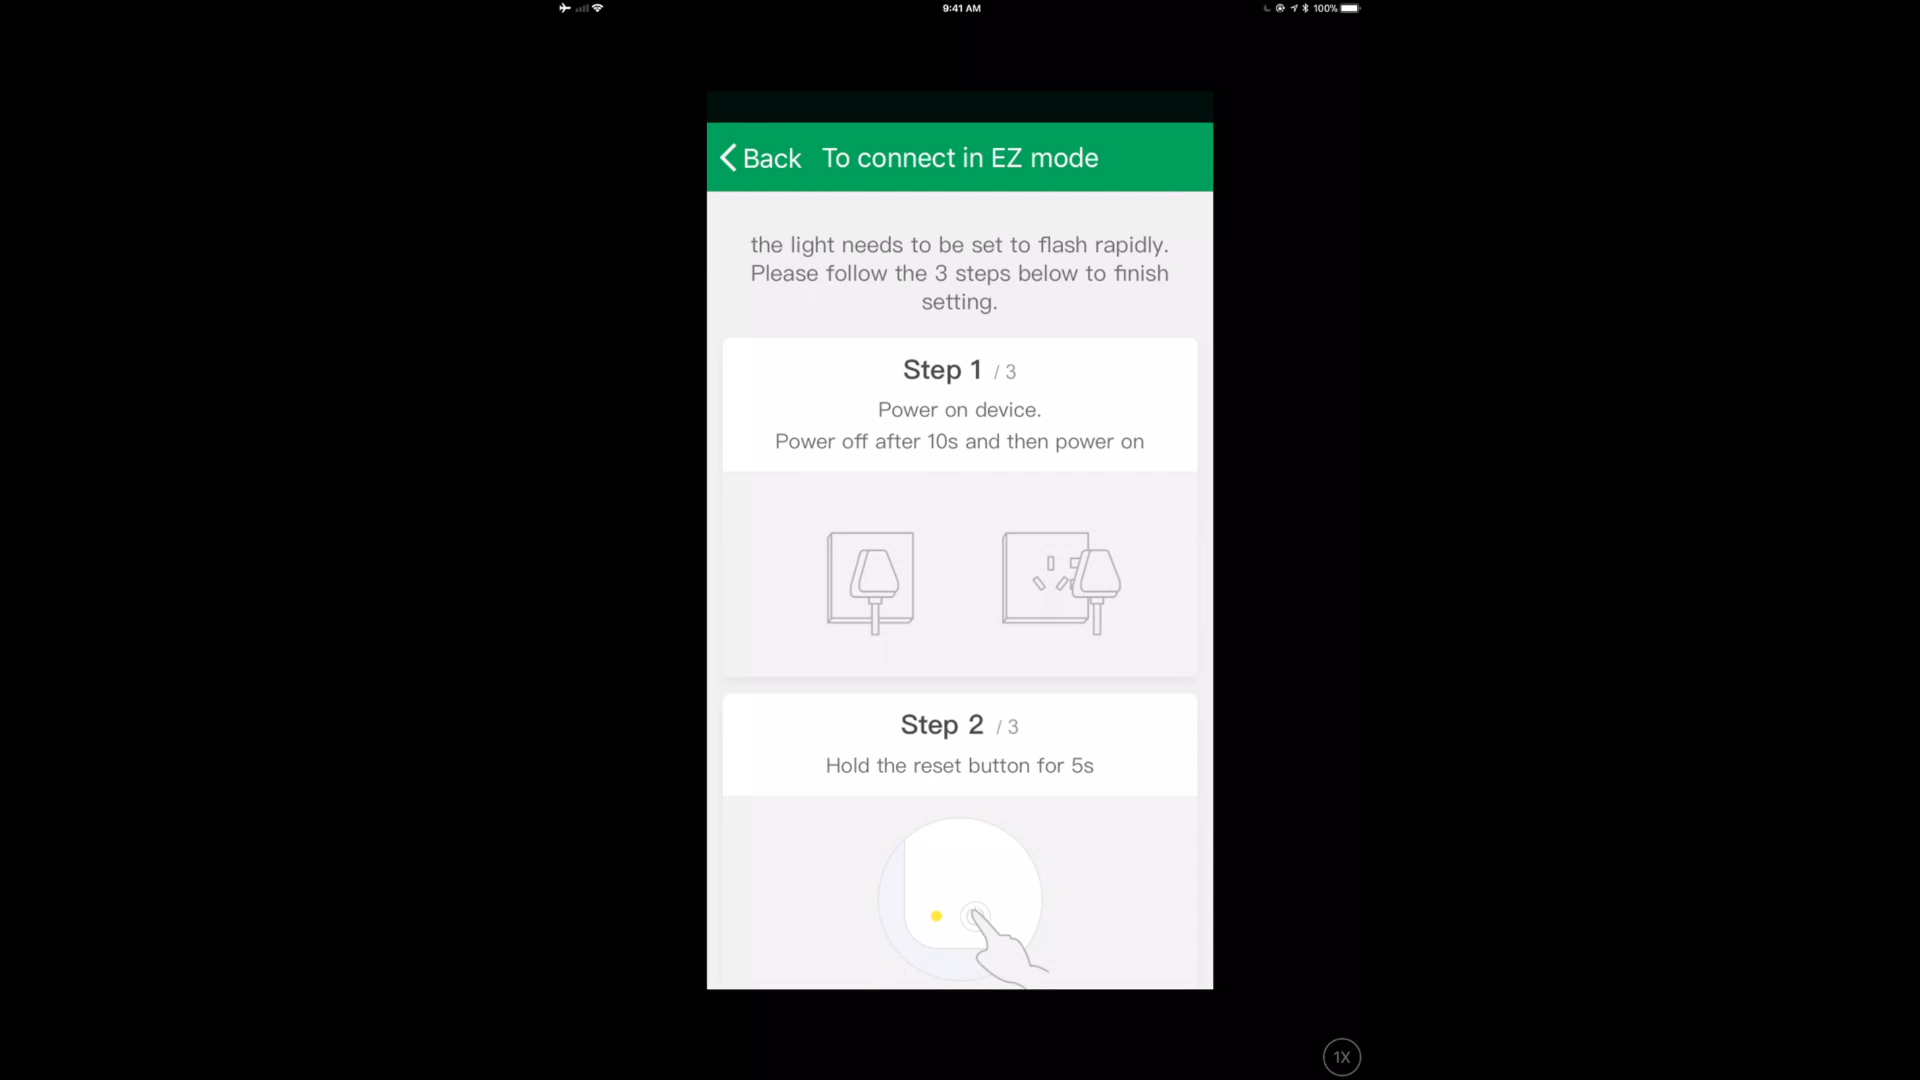 9:41 AM
100%
Back To connect in EZ mode
the light needs to be set to flash rapidly.
Please follow the 3 steps below to finish
setting.
Step 1 / 3
Power on device.
Power off after 10s and then power on
Step 2 / 3
Hold the reset button for 5s
1X